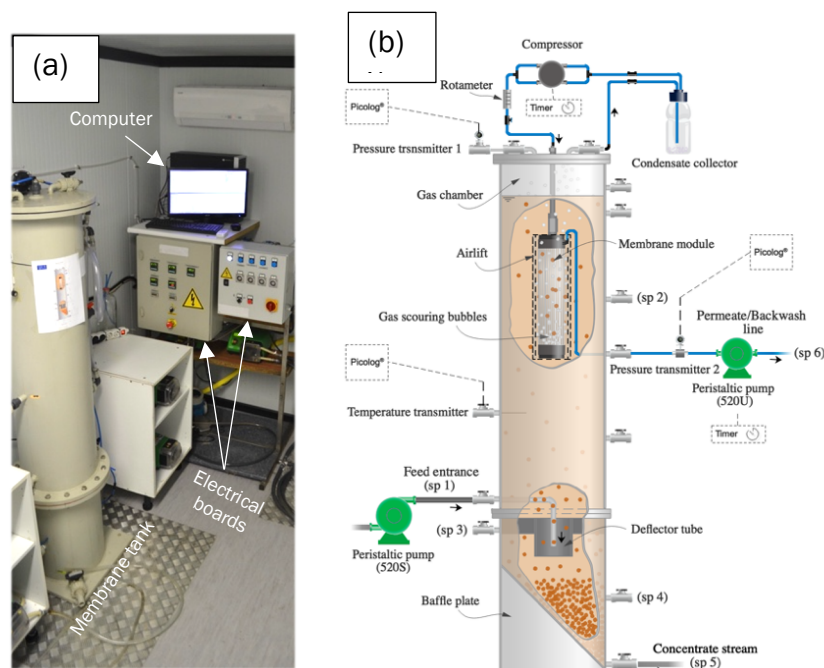 (a)
Computer
Electrical
boards
Membrane tank
(b)
Compressor
Rotameter
Picolog®
Timer
Pressure trsnsmitter 1
Condensate collector
Gas chamber
Airlift
Membrane module
Picolog®
(sp 2)
Gas scouring bubbles
Permeate/Backwash
line
(sp 6)
Picolog®
Pressure transmitter 2
Peristaltic pump
(520U)
Temperature transmitter
Timer
Feed entrance
(sp 1)
(sp 3)
Deflector tube
Peristaltic pump
(520S)
(sp 4)
Baffle plate
Concentrate stream
(sp 5)